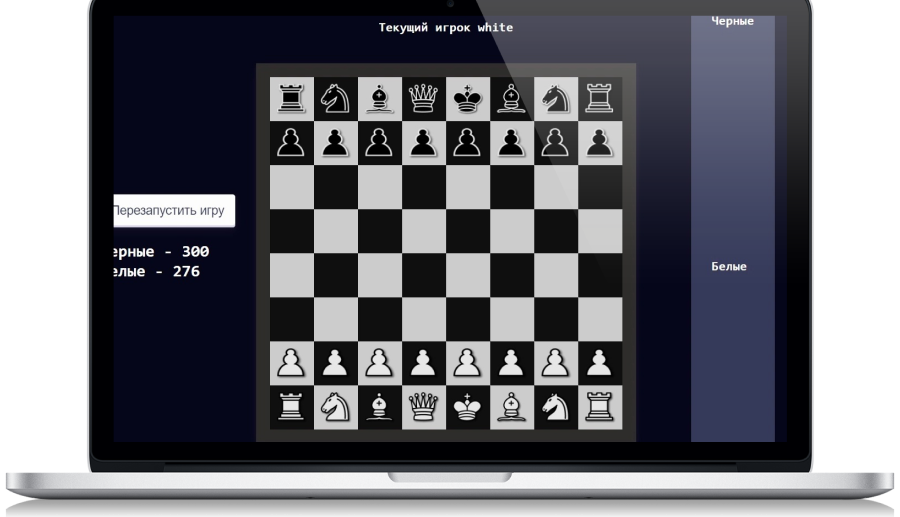 Текущий игрок white
Черные
Перезапустить игру
ерные - 300
елые - 276
Белые